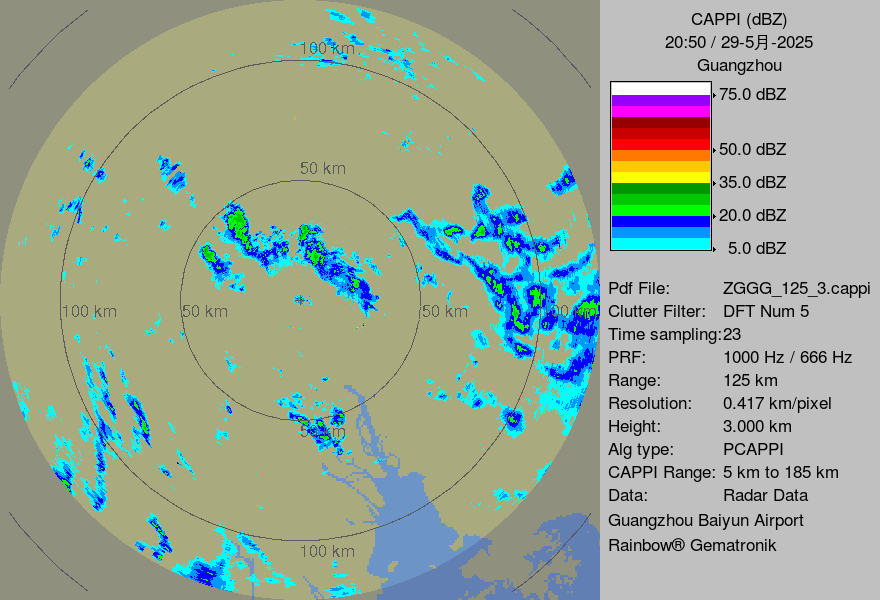 CAPPI (dBZ)
20:50 / 29-5月-2025
Guangzhou
75.0 dBZ
50.0 dBZ
35.0 dBZ
20.0 dBZ
5.0 dBZ
Pdf File: ZGGG_125_3.cappi
Clutter Filter: DFT Num 5
Time sampling:23
PRF: 1000 Hz / 666 Hz
Range: 125 km
Resolution: 0.417 km/pixel
Height: 3.000 km
Alg type: PCAPPI
CAPPI Range: 5 km to 185 km
Data: Radar Data
Guangzhou Baiyun Airport
Rainbow® Gematronik
100 km
50 km
100 km
50 km
50 km
100 km
50 km
100 km